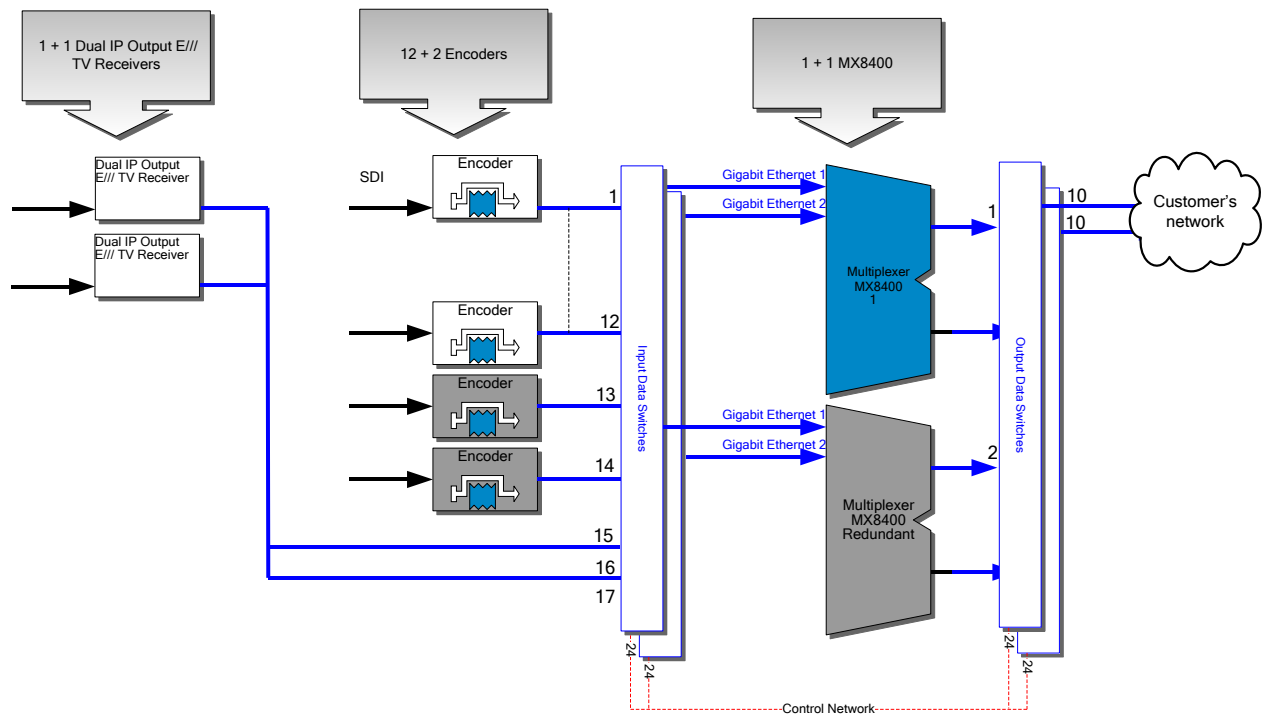 1 + 1 Dual IP Output E///
TV Receivers
12 + 2 Encoders
1 + 1 MX8400
Dual IP Output
E/// TV Receiver
Dual IP Output
E/// TV Receiver
SDI
Encoder
Encoder
Encoder
Encoder
1
12
13
14
15
16
17
Input Data Switches
24
24
Gigabit Ethernet 1
Gigabit Ethernet 2
Gigabit Ethernet 1
Gigabit Ethernet 2
Multiplexer
MX8400
1
Multiplexer
MX8400
Redundant
1
2
Output Data Switches
24
24
10
10
Customer's
network
Control Network